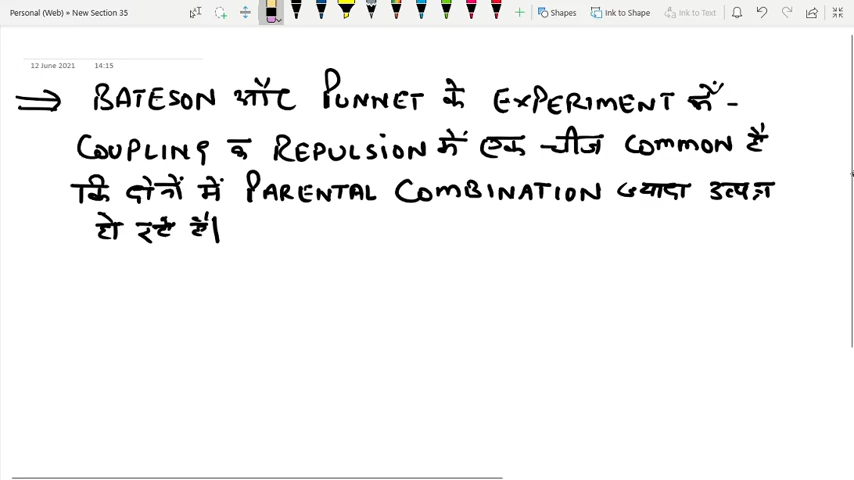 Personal (Web) » New Section 35
Shapes
Ink to Shape
Ink to Text
12 June 2021 14:15
⇒ BATESON और PUNNET के EXPERIMENT में -
COUPLING व REPULSION में एक चीज COMMON है
कि दोनों में PARENTAL COMBINATION ज्यादा उत्पन्न
हो रहे हैं।